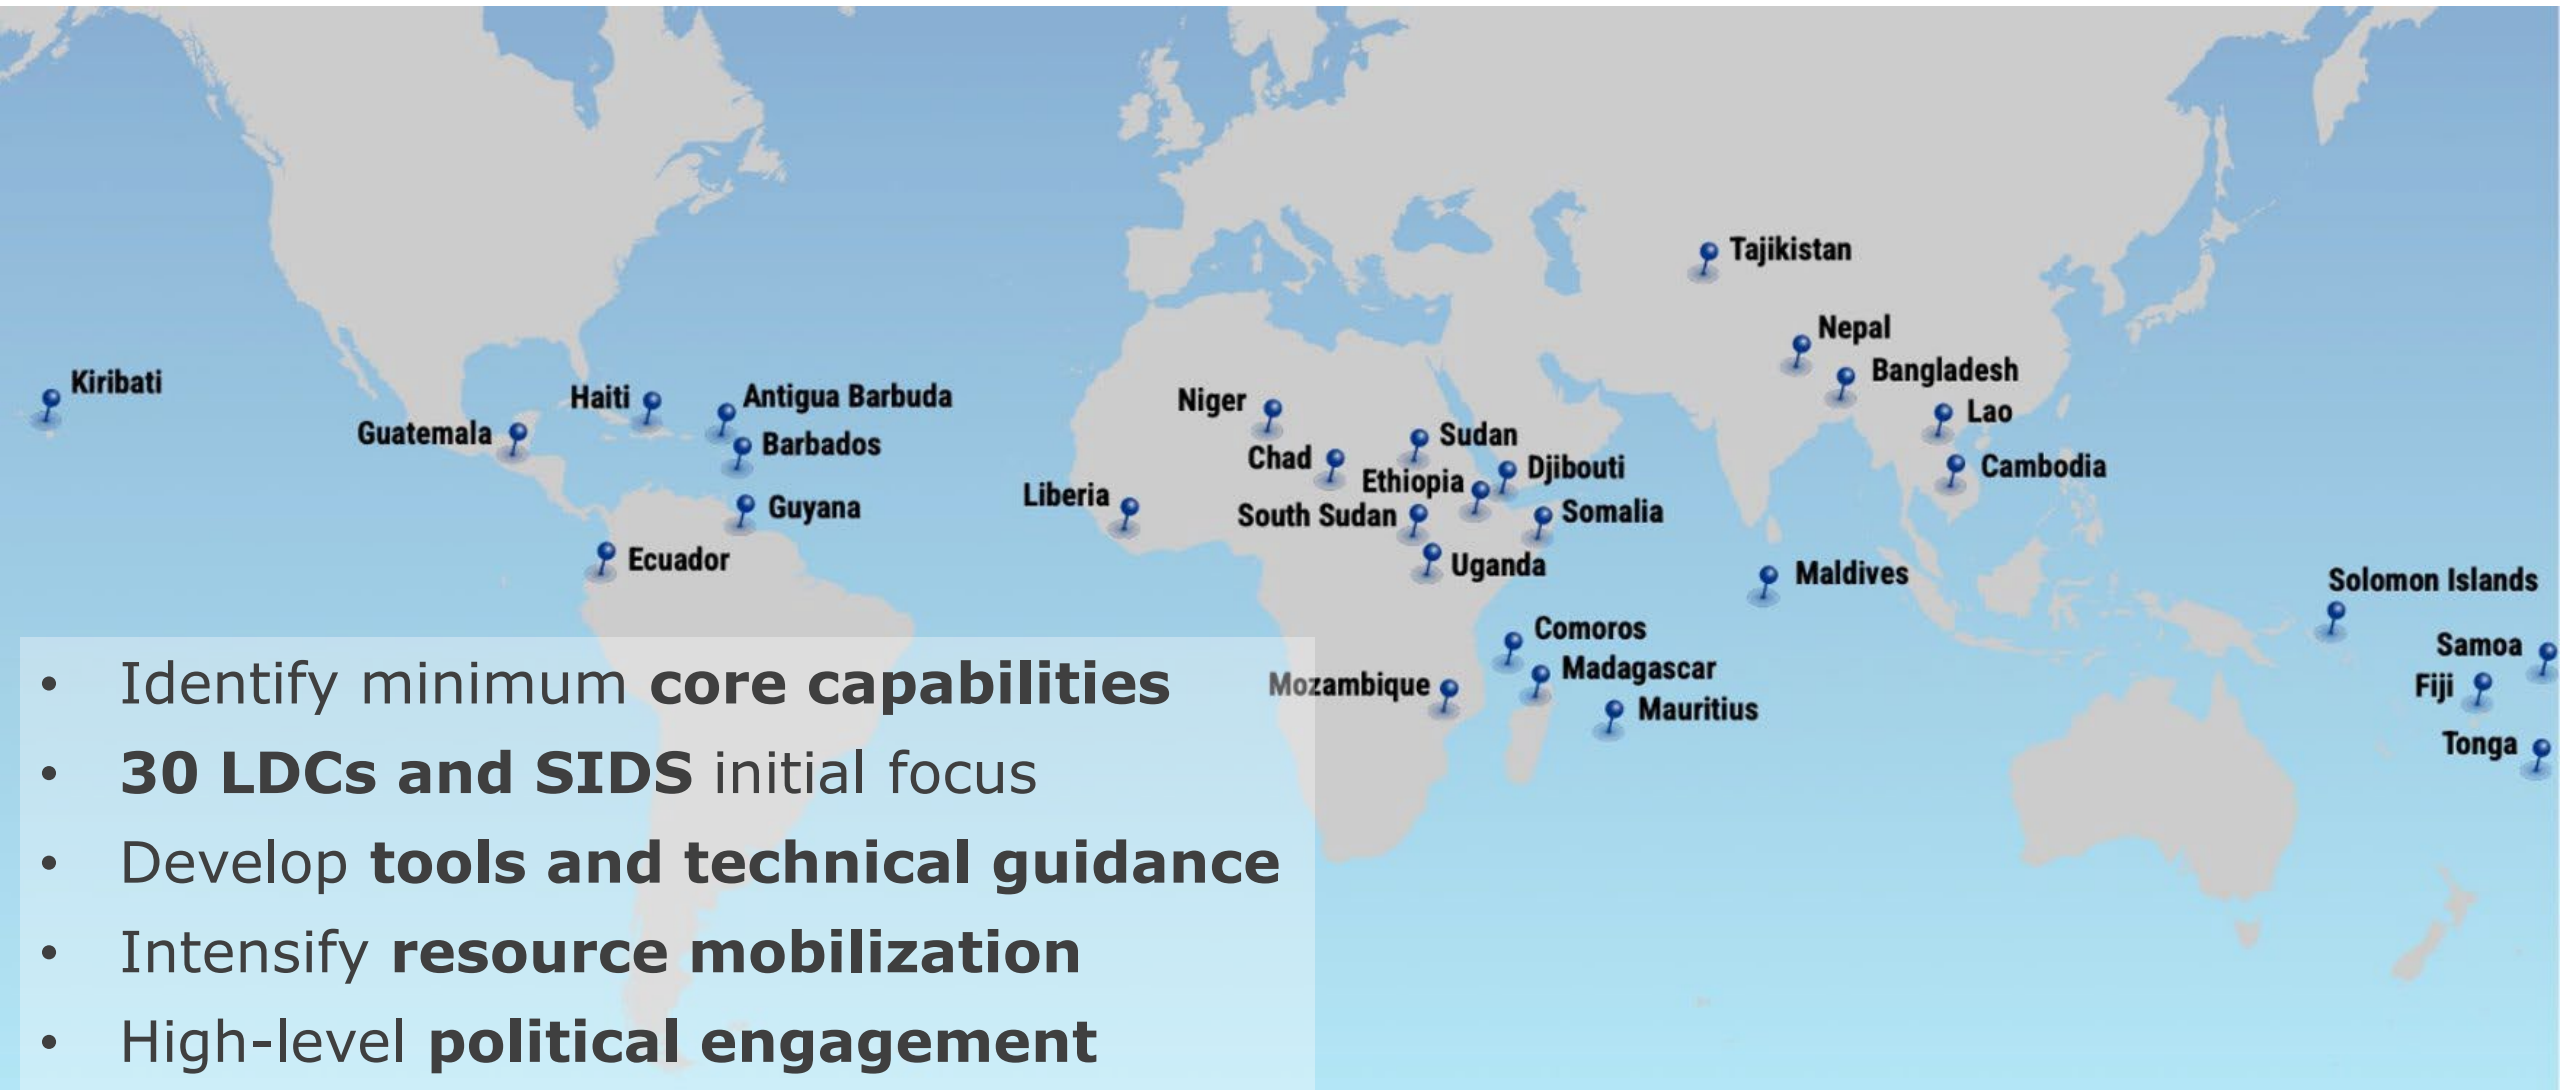 Tajikistan
Nepal
Bangladesh
Kiribati
Haiti
Antigua Barbuda
Niger
Lao
Guatemala
Barbados
Sudan
Chad
Djibouti
Cambodia
Ethiopia
Liberia
Guyana
South Sudan
Somalia
Ecuador
Uganda
Maldives
Solomon Islands
Comoros
Samoa
Madagascar
Mozambique
Fiji
Mauritius
Tonga
• Identify minimum core capabilities
• 30 LDCs and SIDS initial focus
• Develop tools and technical guidance
• Intensify resource mobilization
• High-level political engagement